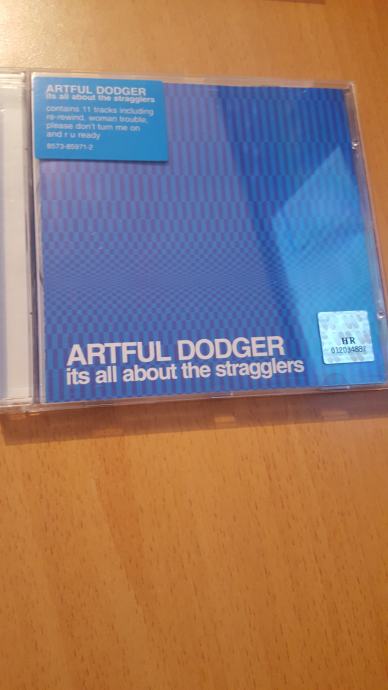 ARTFUL DODGER
its all about the stragglers
contains 11 tracks including
re-rewind, woman trouble,
please don't turn me on
and r u ready
8573-85971-2
ARTFUL DODGER
its all about the stragglers
HR